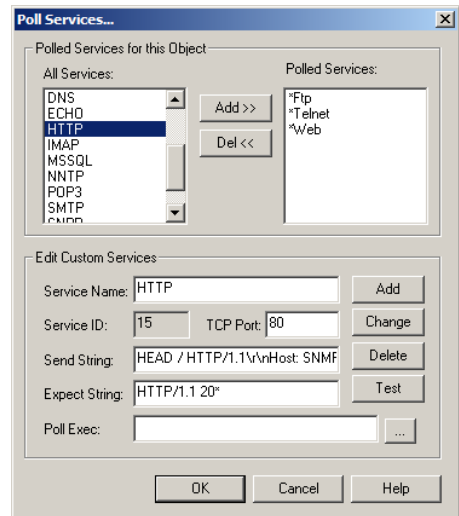 Poll Services...
Polled Services for this Object
All Services:
Polled Services:
DNS
ECHO
HTTP
IMAP
MSSQL
NNTP
POP3
SMTP
Add >>
Del <<
*Ftp
*Telnet
*Web
Edit Custom Services
Service Name: HTTP
Add
Service ID: 15 TCP Port: 80
Change
Send String: HEAD / HTTP/1.1\r\nHost: SNMP
Delete
Expect String: HTTP/1.1 20*
Test
Poll Exec:
...
OK Cancel Help